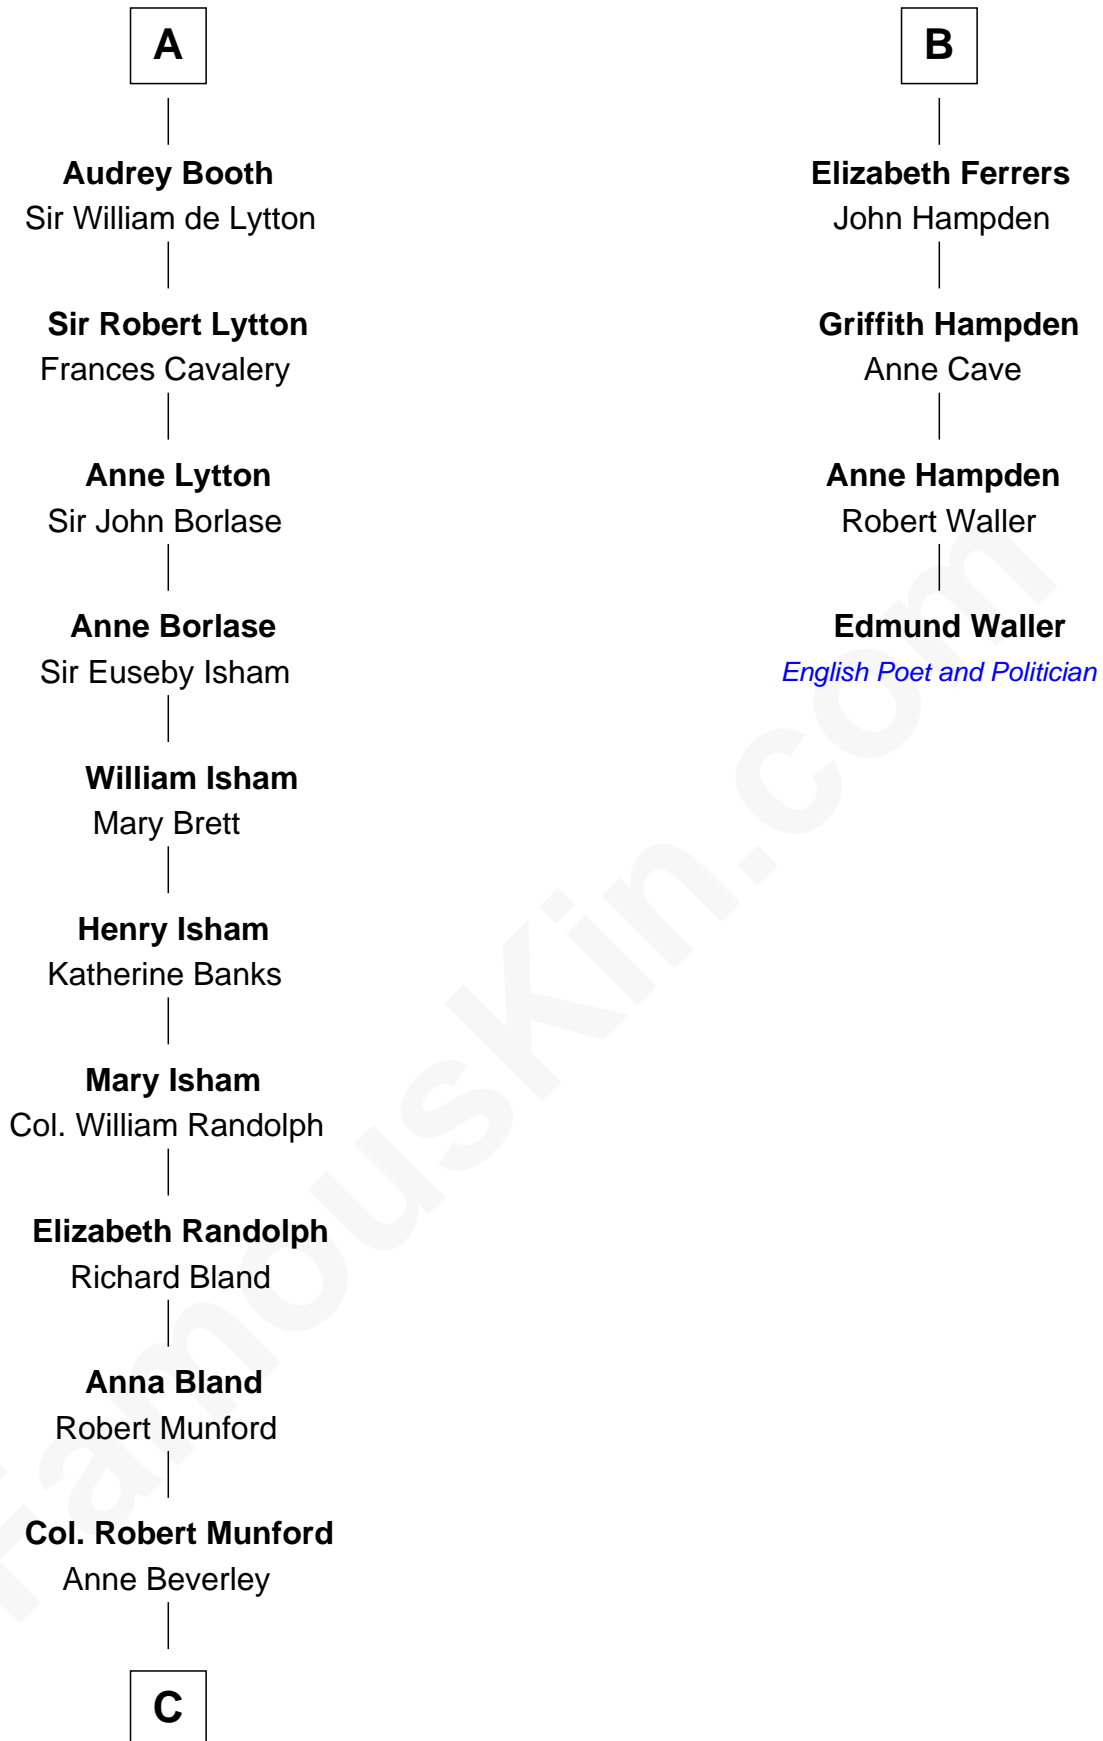 A
Audrey Booth
Sir William de Lytton
Sir Robert Lytton
Frances Cavalery
Anne Lytton
Sir John Borlase
Anne Borlase
Sir Euseby Isham
William Isham
Mary Brett
Henry Isham
Katherine Banks
Mary Isham
Col. William Randolph
Elizabeth Randolph
Richard Bland
Anna Bland
Robert Munford
Col. Robert Munford
Anne Beverley
C
B
Elizabeth Ferrers
John Hampden
Griffith Hampden
Anne Cave
Anne Hampden
Robert Waller
Edmund Waller
English Poet and Politician
FamousKin.com